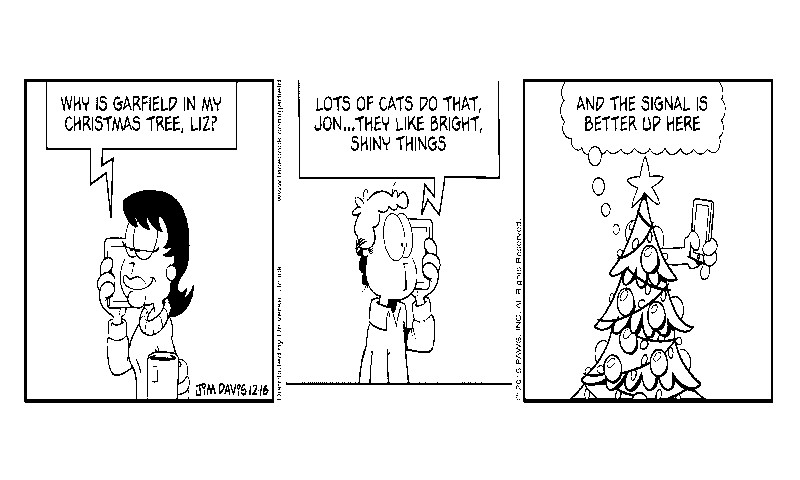 WHY IS GARFIELD IN MY
CHRISTMAS TREE, LIZ?
JIM DAVIS 12·16
LOTS OF CATS DO THAT,
JON...THEY LIKE BRIGHT,
SHINY THINGS
AND THE SIGNAL IS
BETTER UP HERE
PAWS, INC. All Rights Reserved.